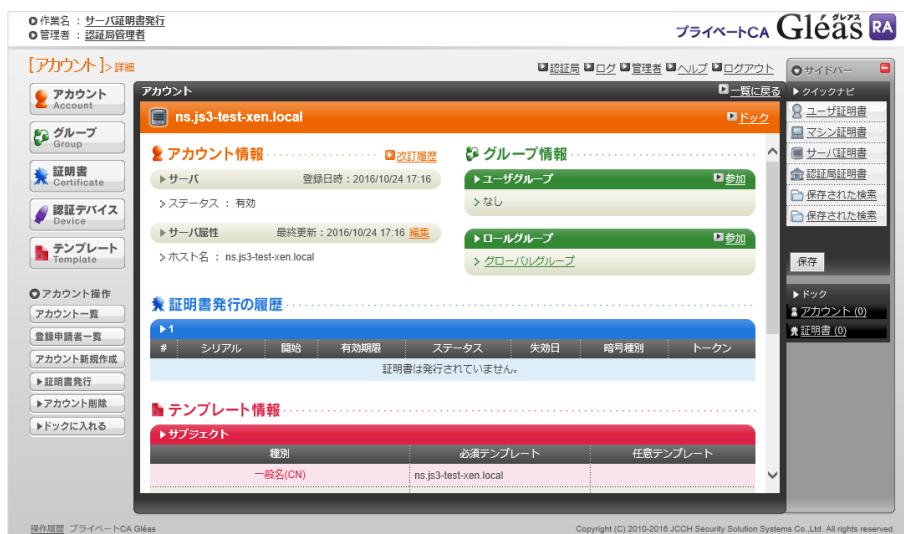 作業名 : サーバ証明書発行
管理者 : 認証局管理者
プライベートCA Gléas グレアス RA
[アカウント]>詳細
認証局 ログ 管理者 ヘルプ ログアウト
アカウント
Account
グループ
Group
証明書
Certificate
認証デバイス
Device
テンプレート
Template
アカウント操作
アカウント一覧
登録申請者一覧
アカウント新規作成
証明書発行
アカウント削除
ドックに入れる
アカウント 一覧に戻る
ns.js3-test-xen.local ドック
アカウント情報 改訂履歴
サーバ 登録日時：2016/10/24 17:16
>ステータス ： 有効
サーバ属性 最終更新：2016/10/24 17:16 編集
>ホスト名 ： ns.js3-test-xen.local
グループ情報
ユーザグループ 参加
>なし
ロールグループ 参加
> グローバルグループ
証明書発行の履歴
1
# シリアル 開始 有効期限 ステータス 失効日 暗号種別 トークン
証明書は発行されていません。
テンプレート情報
サブジェクト
種別 必須テンプレート 任意テンプレート
一般名(CN) ns.js3-test-xen.local
サイドバー
クイックナビ
ユーザ証明書
マシン証明書
サーバ証明書
認証局証明書
保存された検索
保存された検索
保存
ドック
アカウント (0)
証明書 (0)
操作履歴 プライベートCA Gléas
Copyright (C) 2010-2016 JCCH Security Solution Systems Co.,Ltd. All rights reserved.